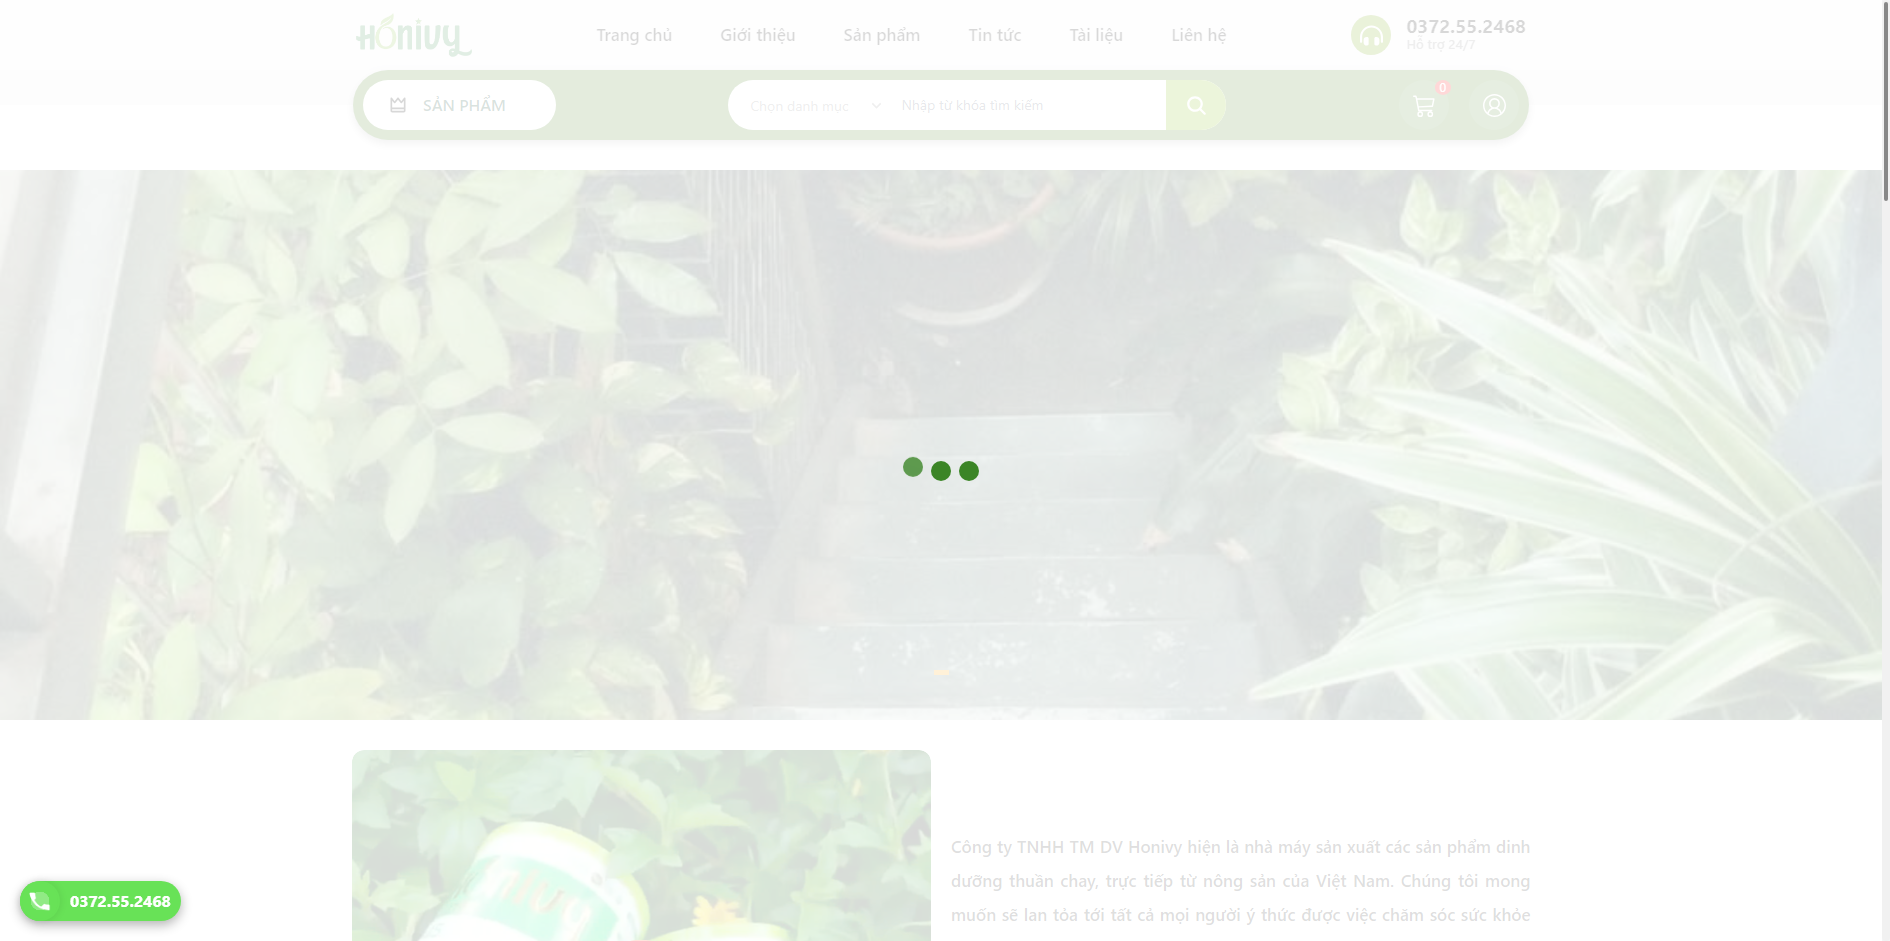 Hónivy
Trang chủ
Giới thiệu
Sản phẩm
Tin tức
Tài liệu
Liên hệ
0372.55.2468
Hỗ trợ 24/7
SẢN PHẨM
Chọn danh mục
Nhập từ khóa tìm kiếm
0
Công ty TNHH TM DV Honivy hiện là nhà máy sản xuất các sản phẩm dinh
dưỡng thuần chay, trực tiếp từ nông sản của Việt Nam. Chúng tôi mong
muốn sẽ lan tỏa tới tất cả mọi người ý thức được việc chăm sóc sức khỏe
0372.55.2468